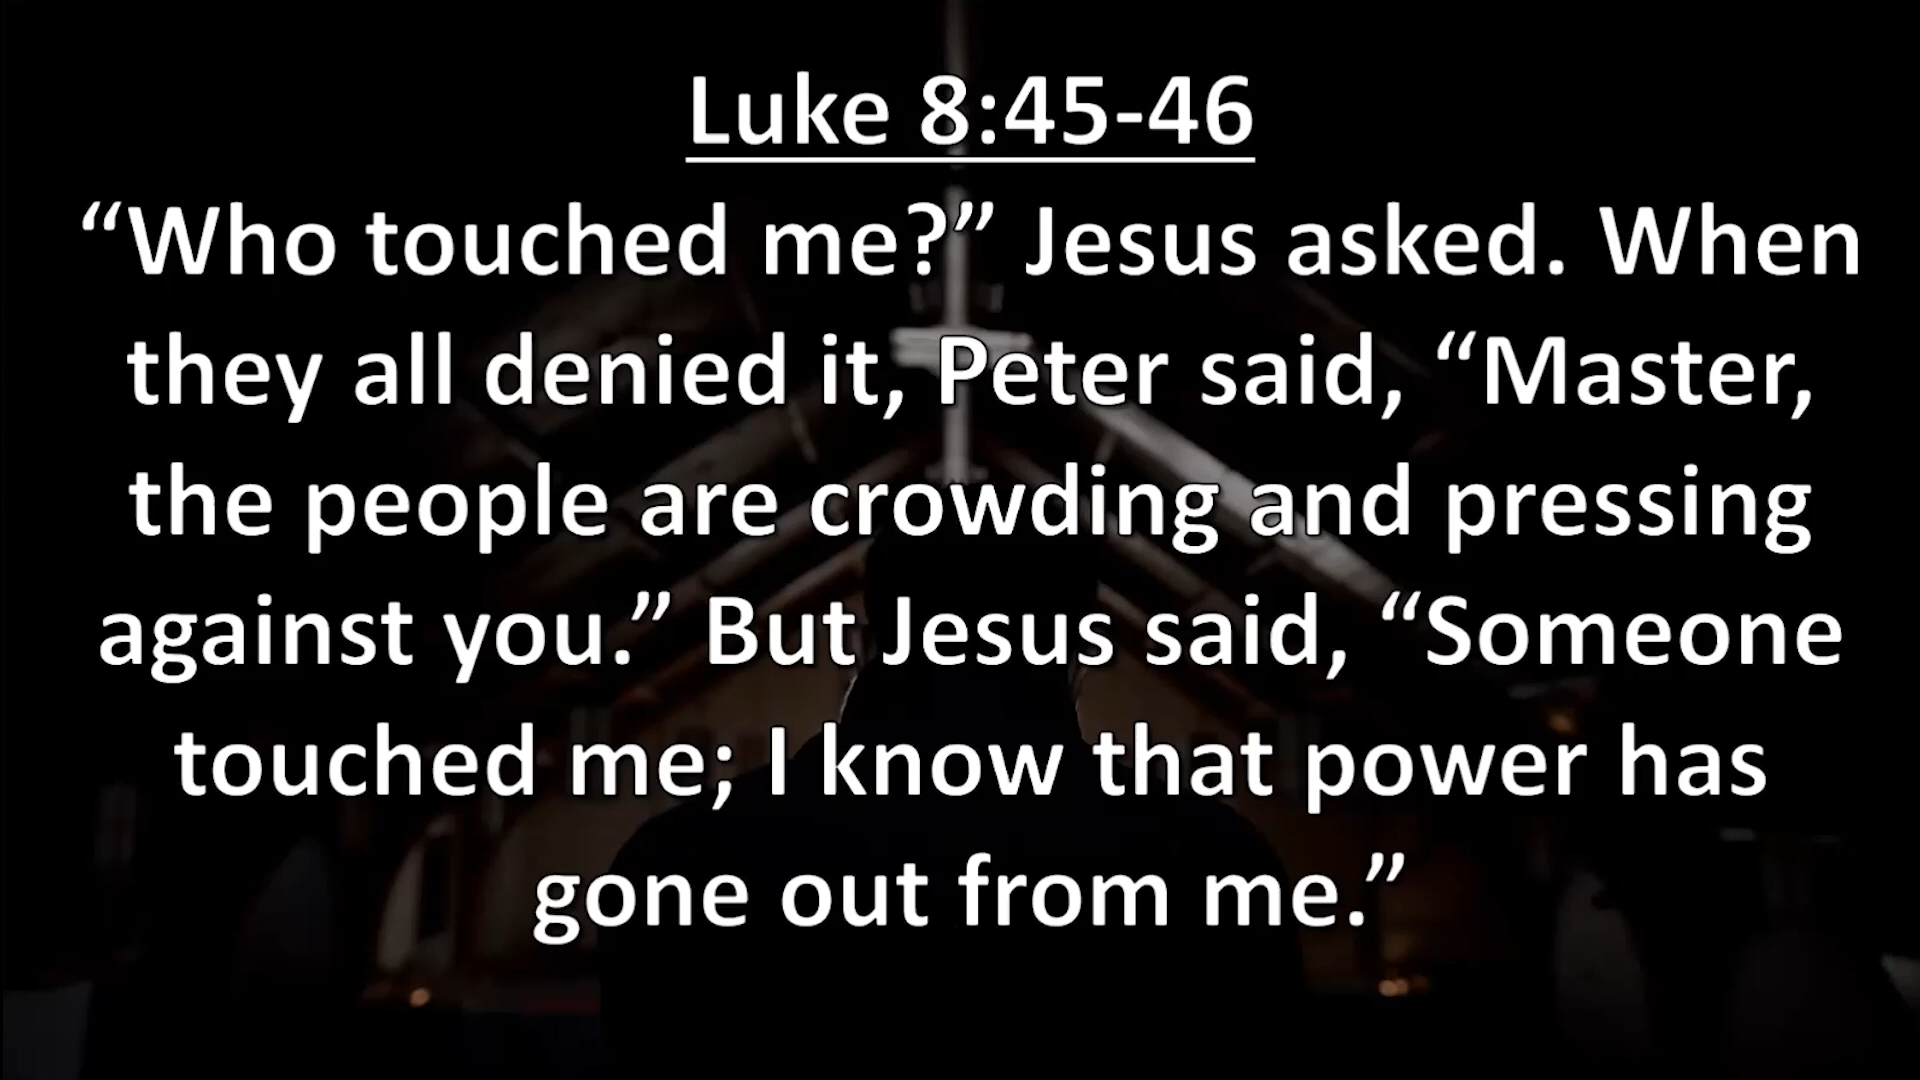 Luke 8:45-46
“Who touched me?” Jesus asked. When
they all denied it, Peter said, “Master,
the people are crowding and pressing
against you.” But Jesus said, “Someone
touched me; I know that power has
gone out from me.”